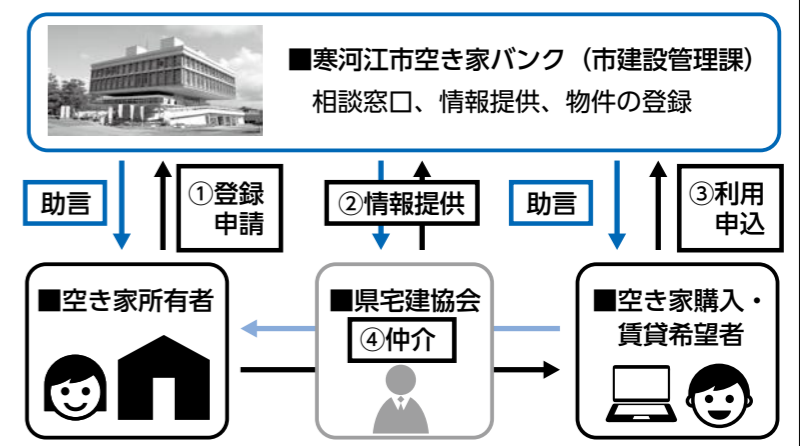 ■寒河江市空き家バンク（市建設管理課）
相談窓口、情報提供、物件の登録
助言
①登録
申請
②情報提供
助言
③利用
申込
■空き家所有者
■県宅建協会
④仲介
■空き家購入・
賃貸希望者